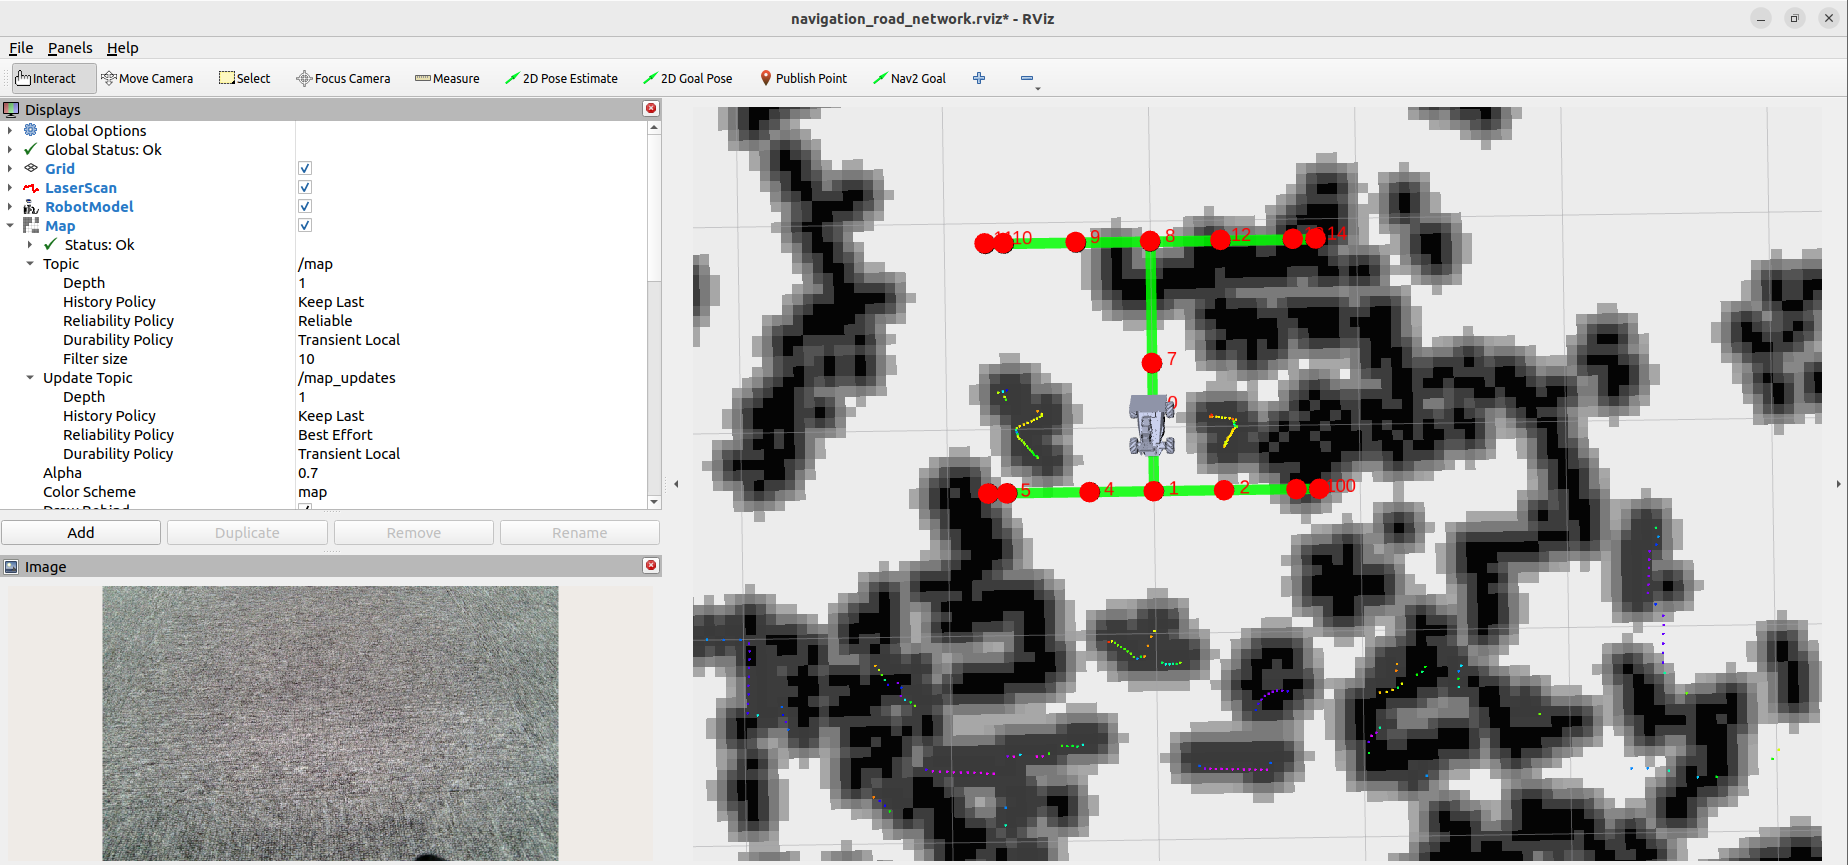 navigation_road_network.rviz* - RViz
File Panels Help
Interact Move Camera Select Focus Camera Measure 2D Pose Estimate 2D Goal Pose Publish Point Nav2 Goal
Displays
Global Options
Global Status: Ok
Grid
LaserScan
RobotModel
Map
Status: Ok
Topic /map
Depth 1
History Policy Keep Last
Reliability Policy Reliable
Durability Policy Transient Local
Filter size 10
Update Topic /map_updates
Depth 1
History Policy Keep Last
Reliability Policy Best Effort
Durability Policy Transient Local
Alpha 0.7
Color Scheme map
Add Duplicate Remove Rename
Image
10 9 8 12 14
7
0
5 4 1 2 100